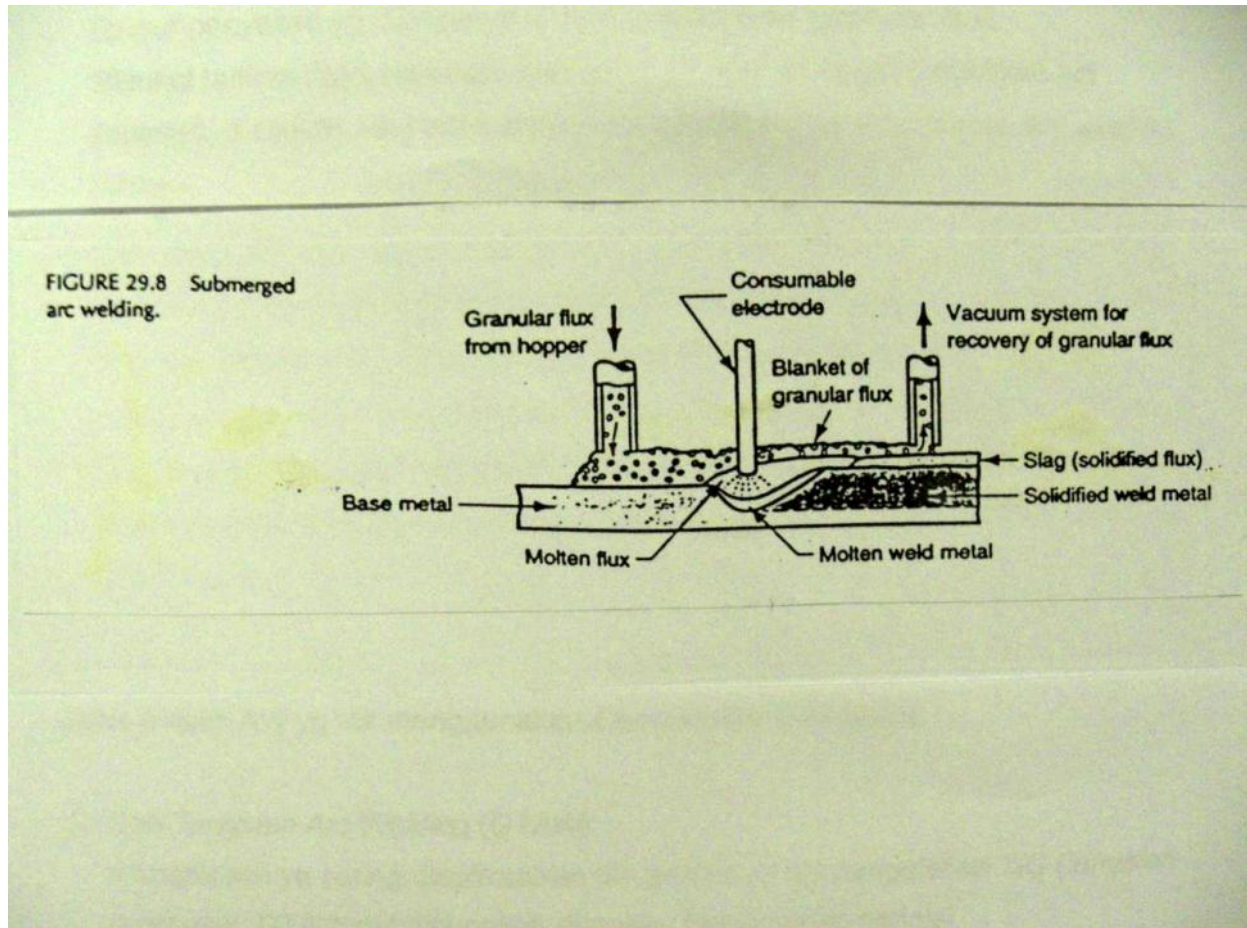 FIGURE 29.8 Submerged
arc welding.
Consumable
electrode
Granular flux
from hopper
Vacuum system for
recovery of granular flux
Blanket of
granular flux
Slag (solidified flux)
Base metal
Solidified weld metal
Molten flux
Molten weld metal